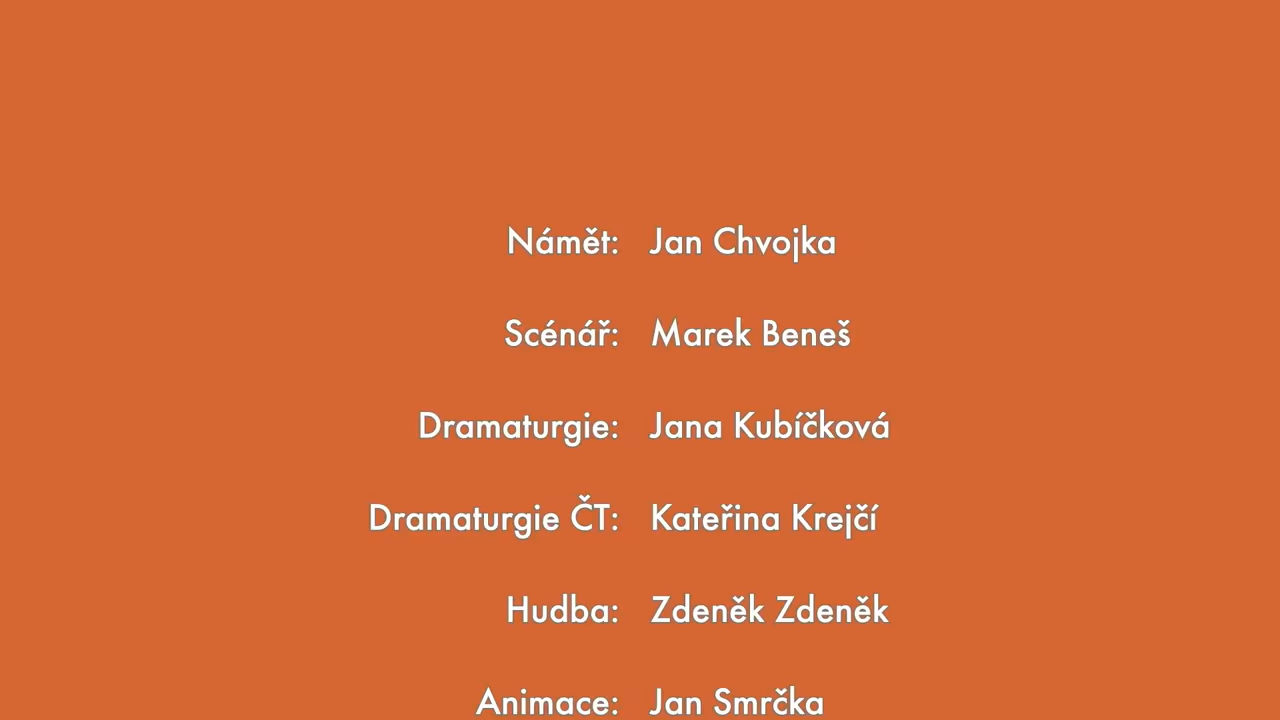 Námět: Jan Chvojka
Scénář: Marek Beneš
Dramaturgie: Jana Kubíčková
Dramaturgie ČT: Kateřina Krejčí
Hudba: Zdeněk Zdeněk
Animace: Jan Smrčka